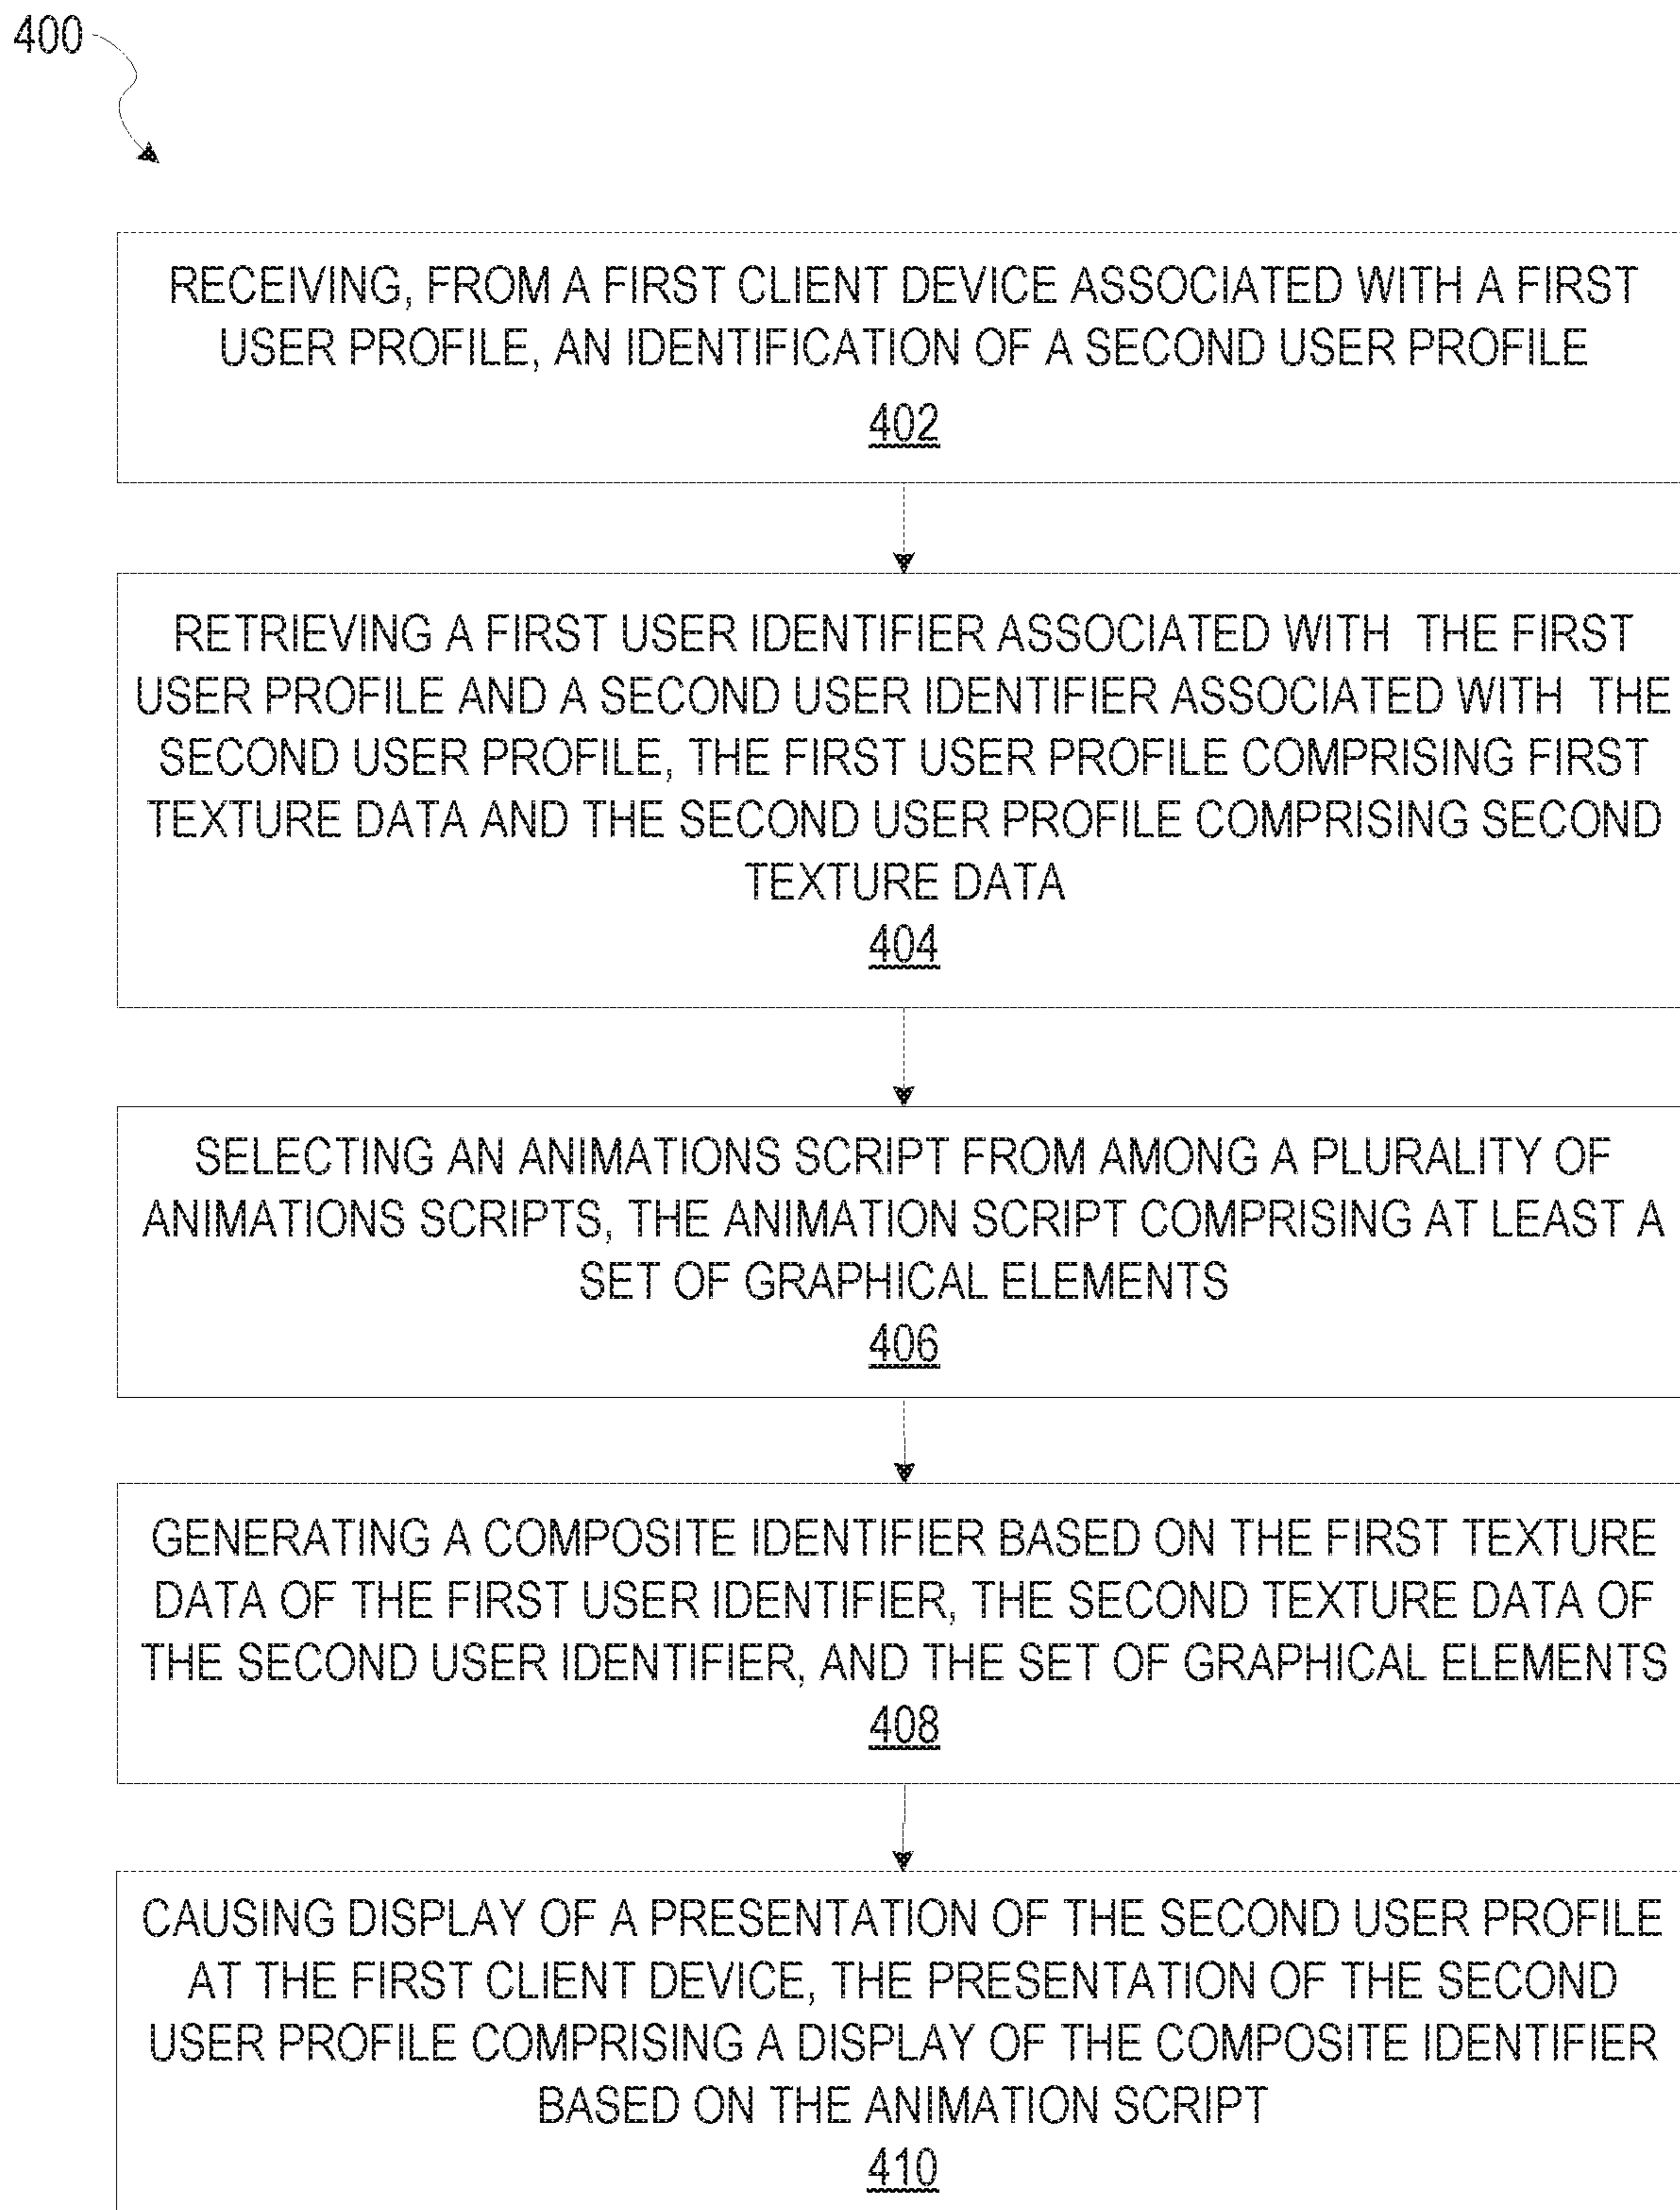 400
RECEIVING, FROM A FIRST CLIENT DEVICE ASSOCIATED WITH A FIRST
USER PROFILE, AN IDENTIFICATION OF A SECOND USER PROFILE
402
RETRIEVING A FIRST USER IDENTIFIER ASSOCIATED WITH THE FIRST
USER PROFILE AND A SECOND USER IDENTIFIER ASSOCIATED WITH THE
SECOND USER PROFILE, THE FIRST USER PROFILE COMPRISING FIRST
TEXTURE DATA AND THE SECOND USER PROFILE COMPRISING SECOND
TEXTURE DATA
404
SELECTING AN ANIMATIONS SCRIPT FROM AMONG A PLURALITY OF
ANIMATIONS SCRIPTS, THE ANIMATION SCRIPT COMPRISING AT LEAST A
SET OF GRAPHICAL ELEMENTS
406
GENERATING A COMPOSITE IDENTIFIER BASED ON THE FIRST TEXTURE
DATA OF THE FIRST USER IDENTIFIER, THE SECOND TEXTURE DATA OF
THE SECOND USER IDENTIFIER, AND THE SET OF GRAPHICAL ELEMENTS
408
CAUSING DISPLAY OF A PRESENTATION OF THE SECOND USER PROFILE
AT THE FIRST CLIENT DEVICE, THE PRESENTATION OF THE SECOND
USER PROFILE COMPRISING A DISPLAY OF THE COMPOSITE IDENTIFIER
BASED ON THE ANIMATION SCRIPT
410